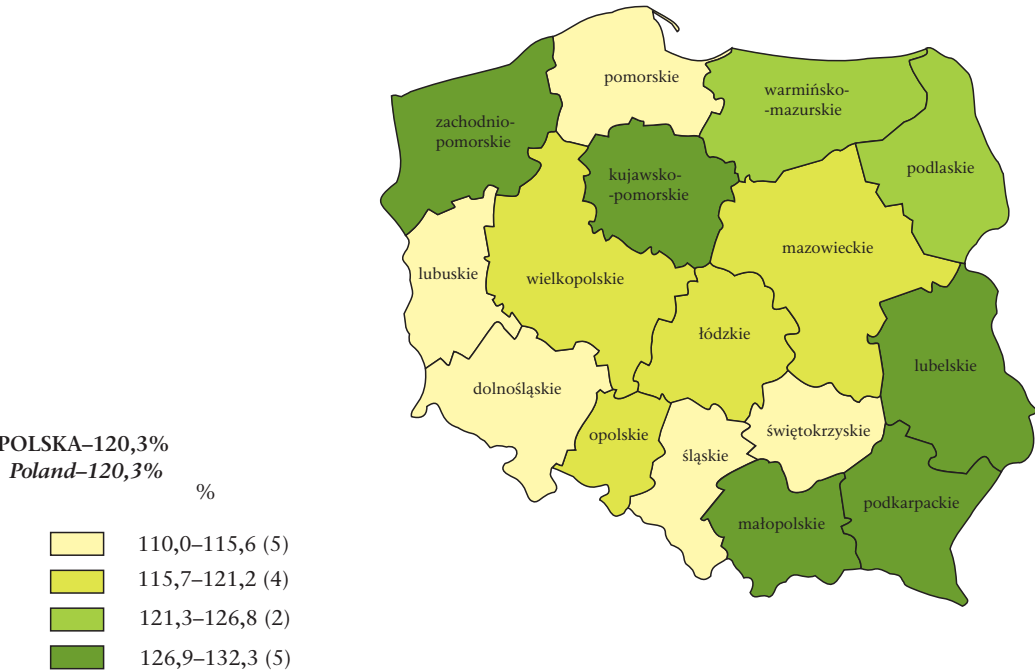 pomorskie
warmińsko-
-mazurskie
zachodnio-
pomorskie
podlaskie
kujawsko-
-pomorskie
mazowieckie
lubuskie
wielkopolskie
łódzkie
lubelskie
dolnośląskie
opolskie
świętokrzyskie
śląskie
podkarpackie
małopolskie
POLSKA–120,3%
Poland–120,3%
%
110,0–115,6 (5)
115,7–121,2 (4)
121,3–126,8 (2)
126,9–132,3 (5)